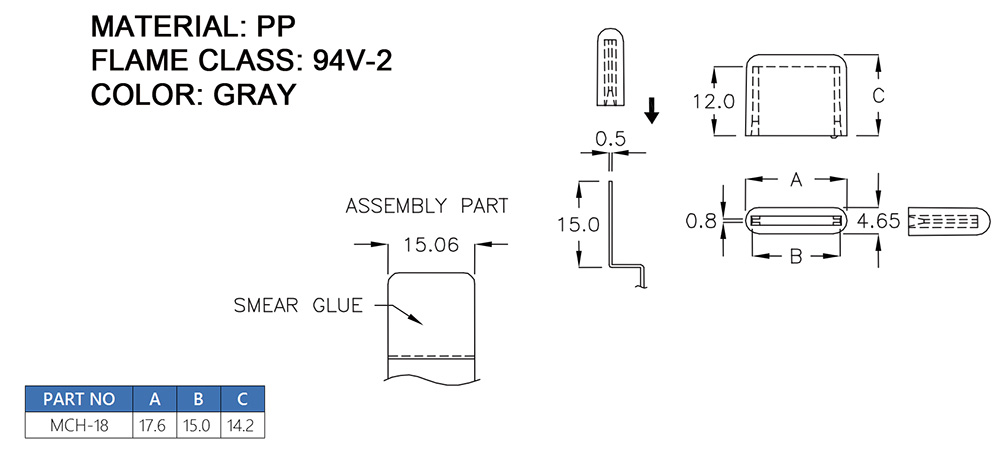 MATERIAL: PP
FLAME CLASS: 94V-2
COLOR: GRAY
12.0
C
0.5
A
ASSEMBLY PART
15.0
0.8
4.65
15.06
B
SMEAR GLUE
PART NO A B C
MCH-18 17.6 15.0 14.2